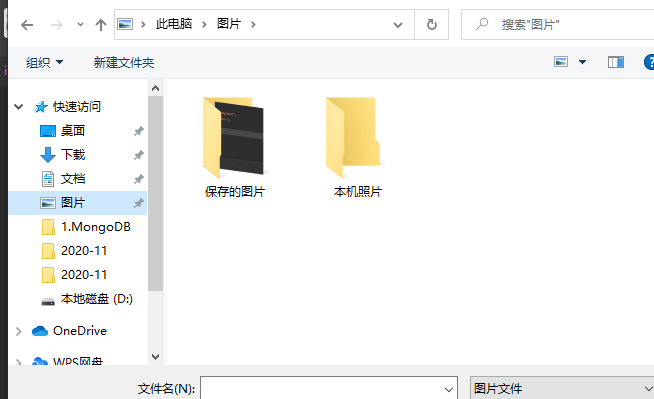 此电脑 › 图片 ›
搜索"图片"
组织
新建文件夹
快速访问
桌面
下载
文档
图片
1.MongoDB
2020-11
2020-11
本地磁盘 (D:)
OneDrive
WPS网盘
保存的图片
本机照片
文件名(N):
图片文件